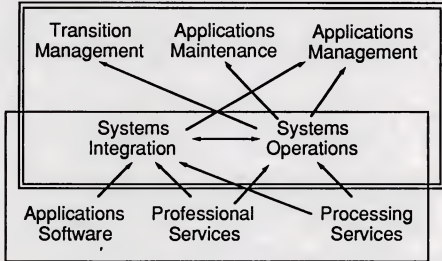 Transition Applications Applications
Management Maintenance Management
Systems Systems
Integration Operations
Applications Professional Processing
Software Services Services